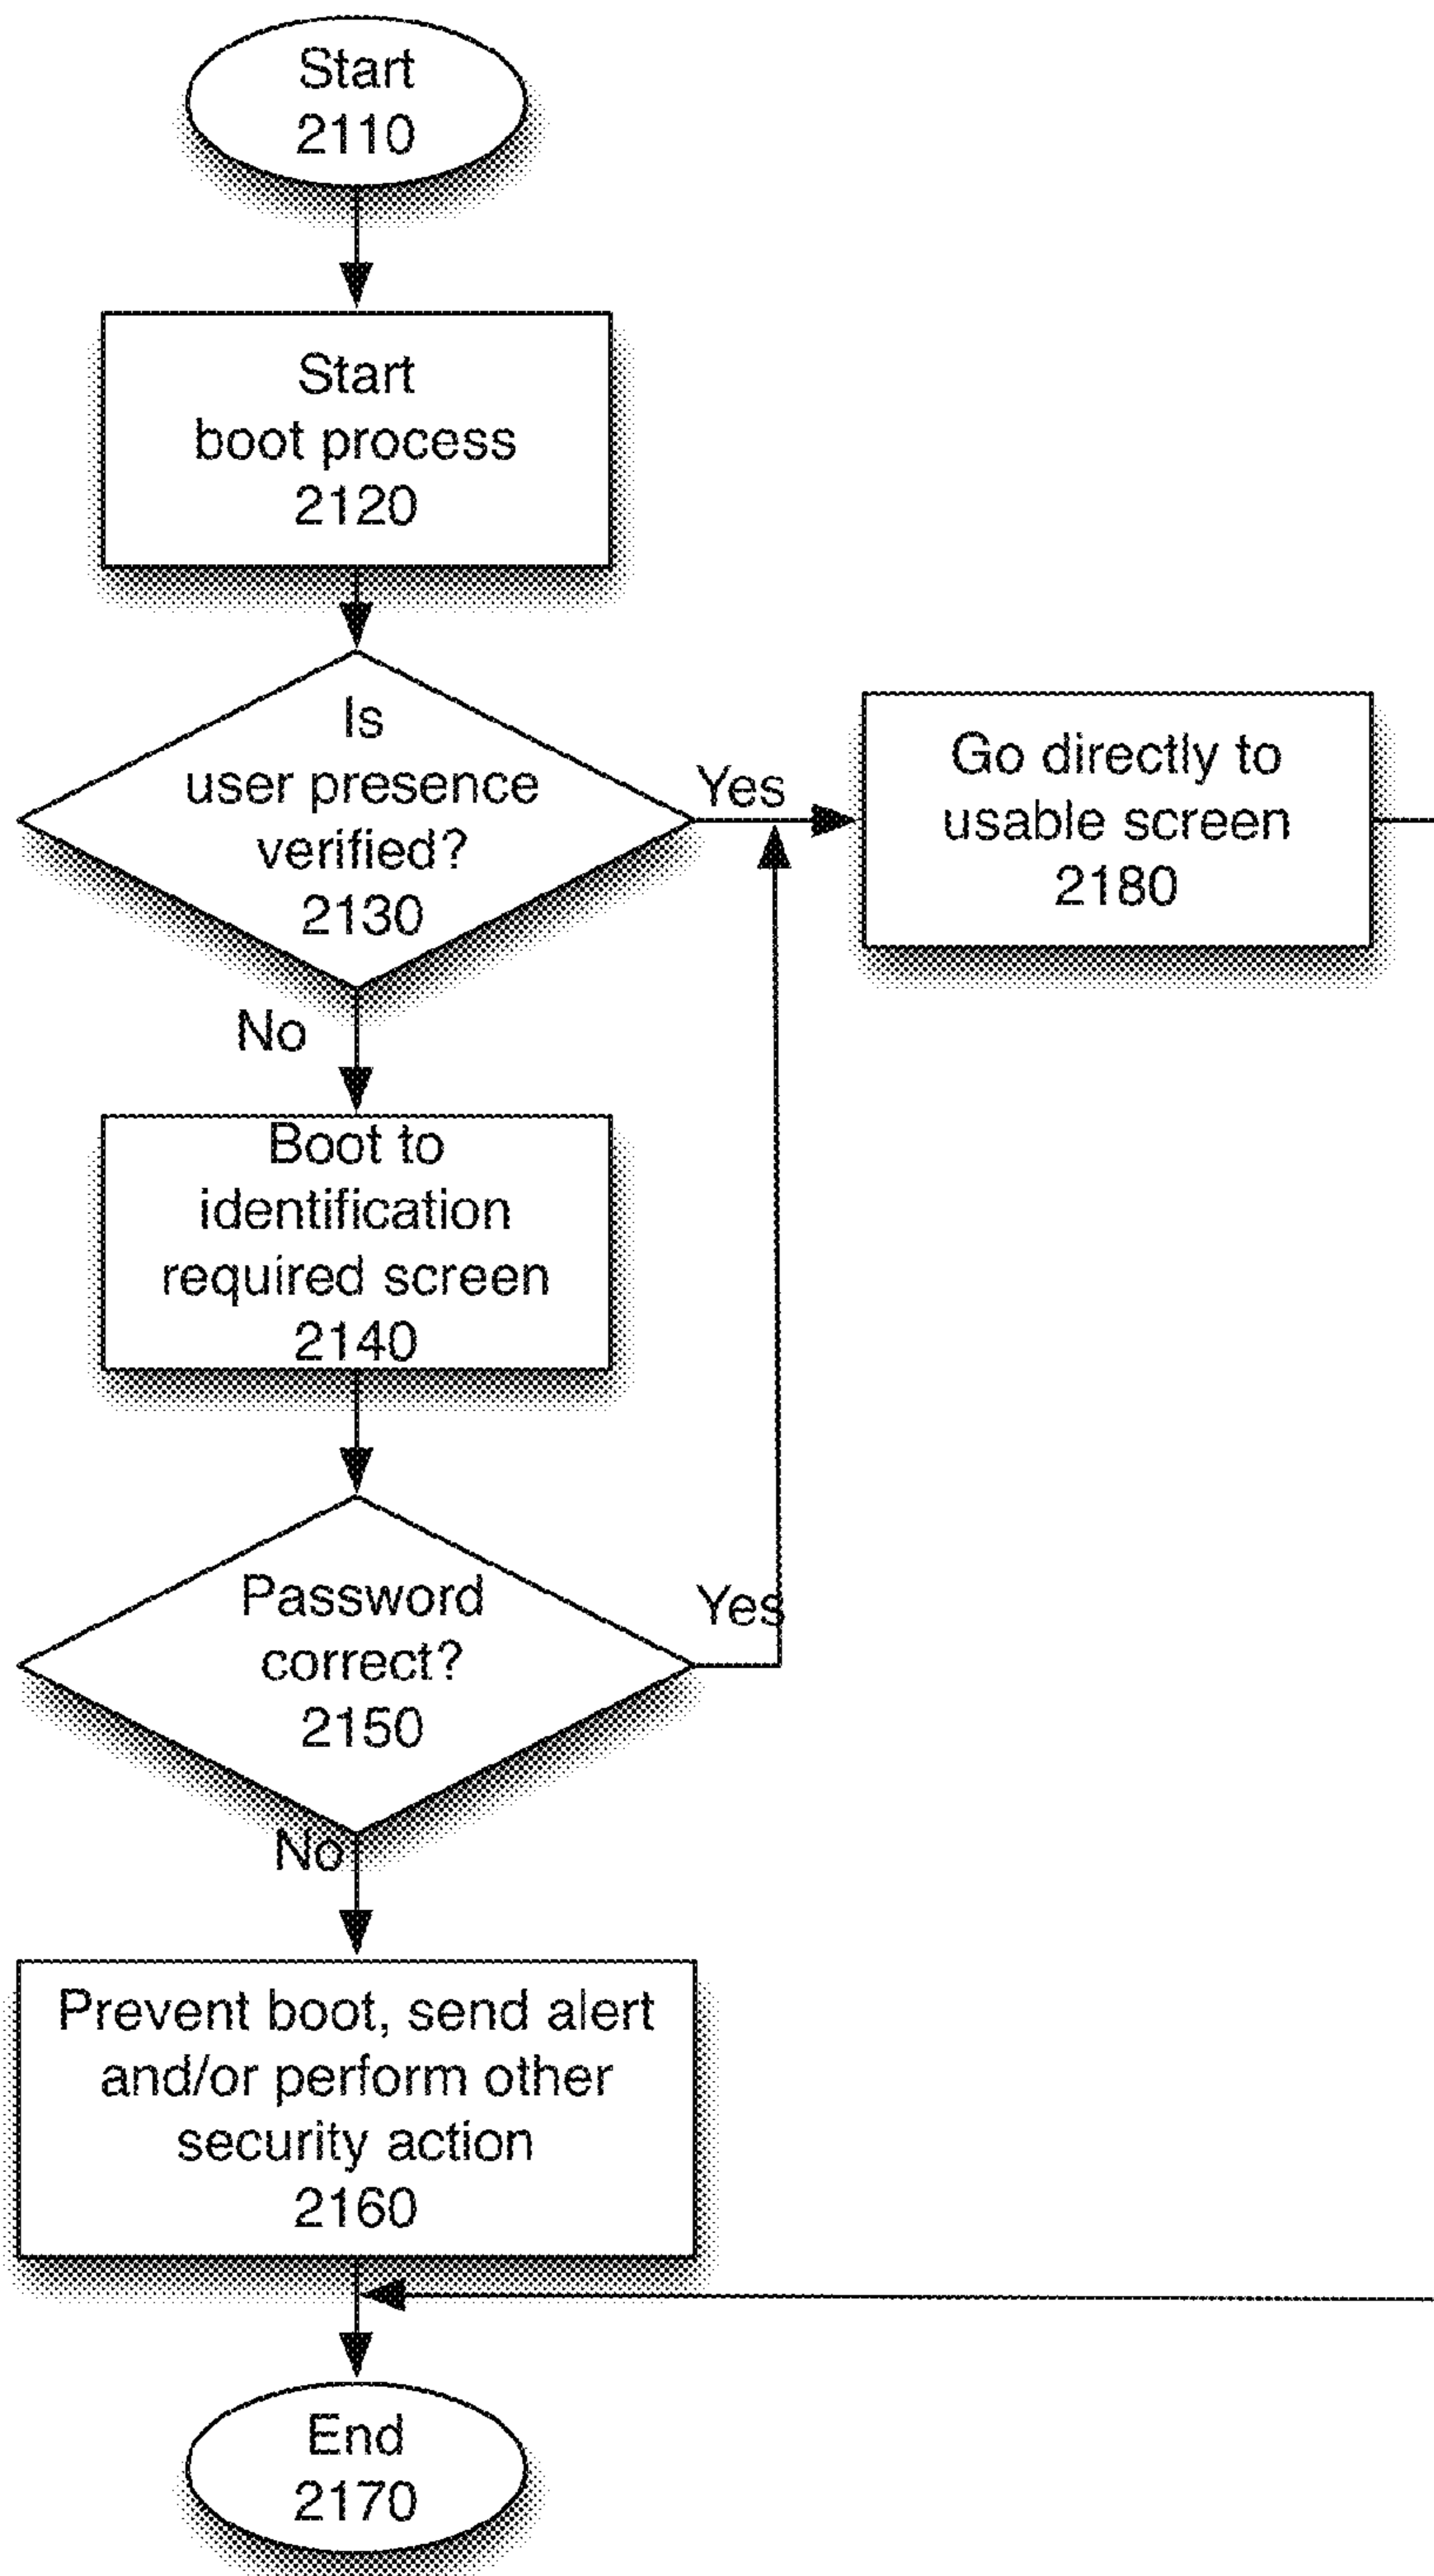 Start
2110
Start
boot process
2120
Is
user presence
verified?
2130
Yes
Go directly to
usable screen
2180
No
Boot to
identification
required screen
2140
Password
correct?
2150
Yes
No
Prevent boot, send alert
and/or perform other
security action
2160
End
2170